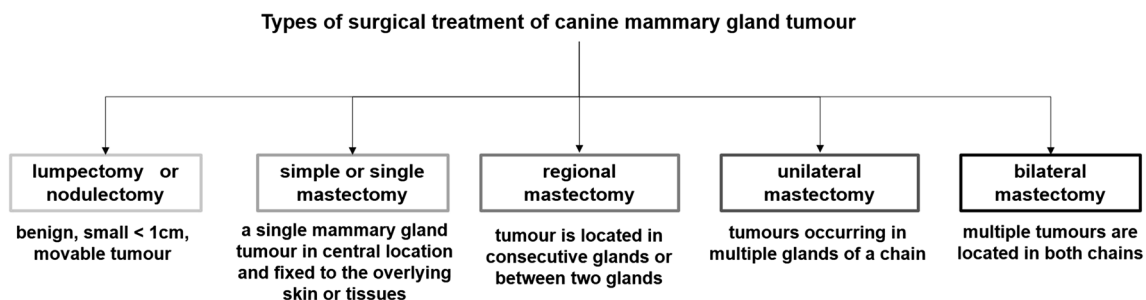 Types of surgical treatment of canine mammary gland tumour
lumpectomy or
nodulectomy
benign, small < 1cm,
movable tumour
simple or single
mastectomy
a single mammary gland
tumour in central location
and fixed to the overlying
skin or tissues
regional
mastectomy
tumour is located in
consecutive glands or
between two glands
unilateral
mastectomy
tumours occurring in
multiple glands of a chain
bilateral
mastectomy
multiple tumours are
located in both chains